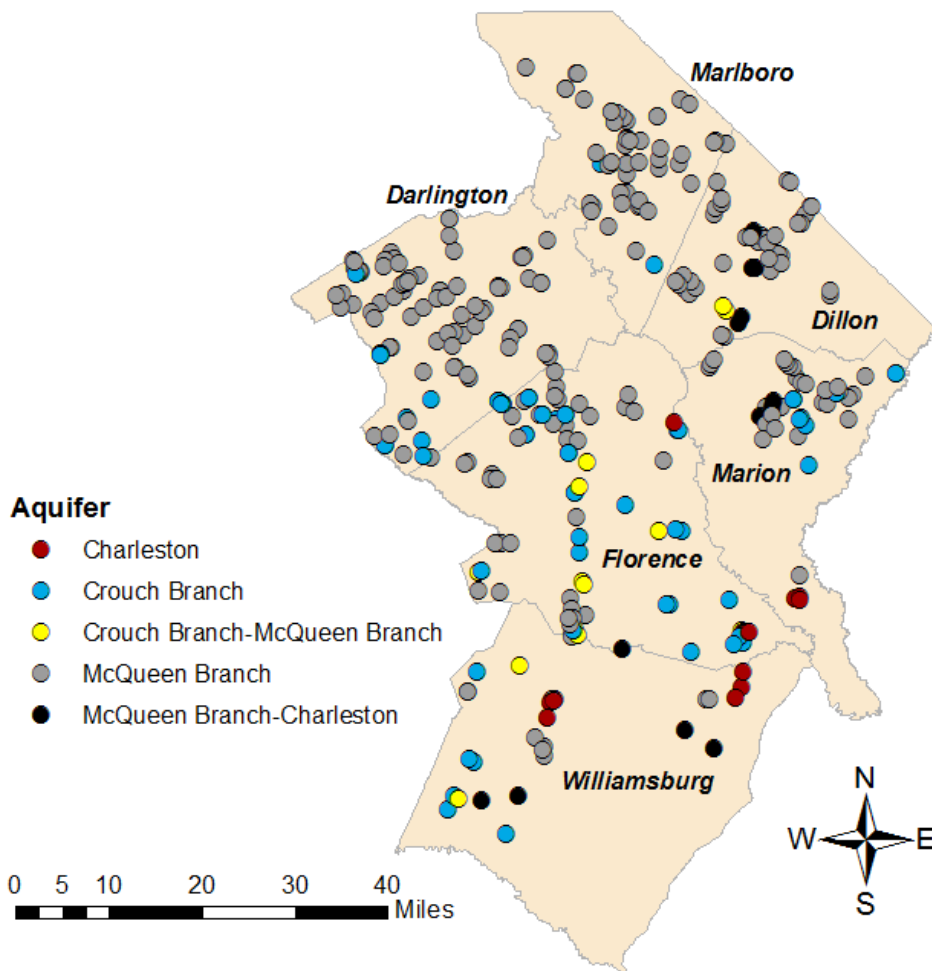 Marlboro
Darlington
Dillon
Marion
Aquifer
Charleston
Crouch Branch
Florence
Crouch Branch-McQueen Branch
McQueen Branch
McQueen Branch-Charleston
Williamsburg
N
W E
S
0 5 10 20 30 40
Miles